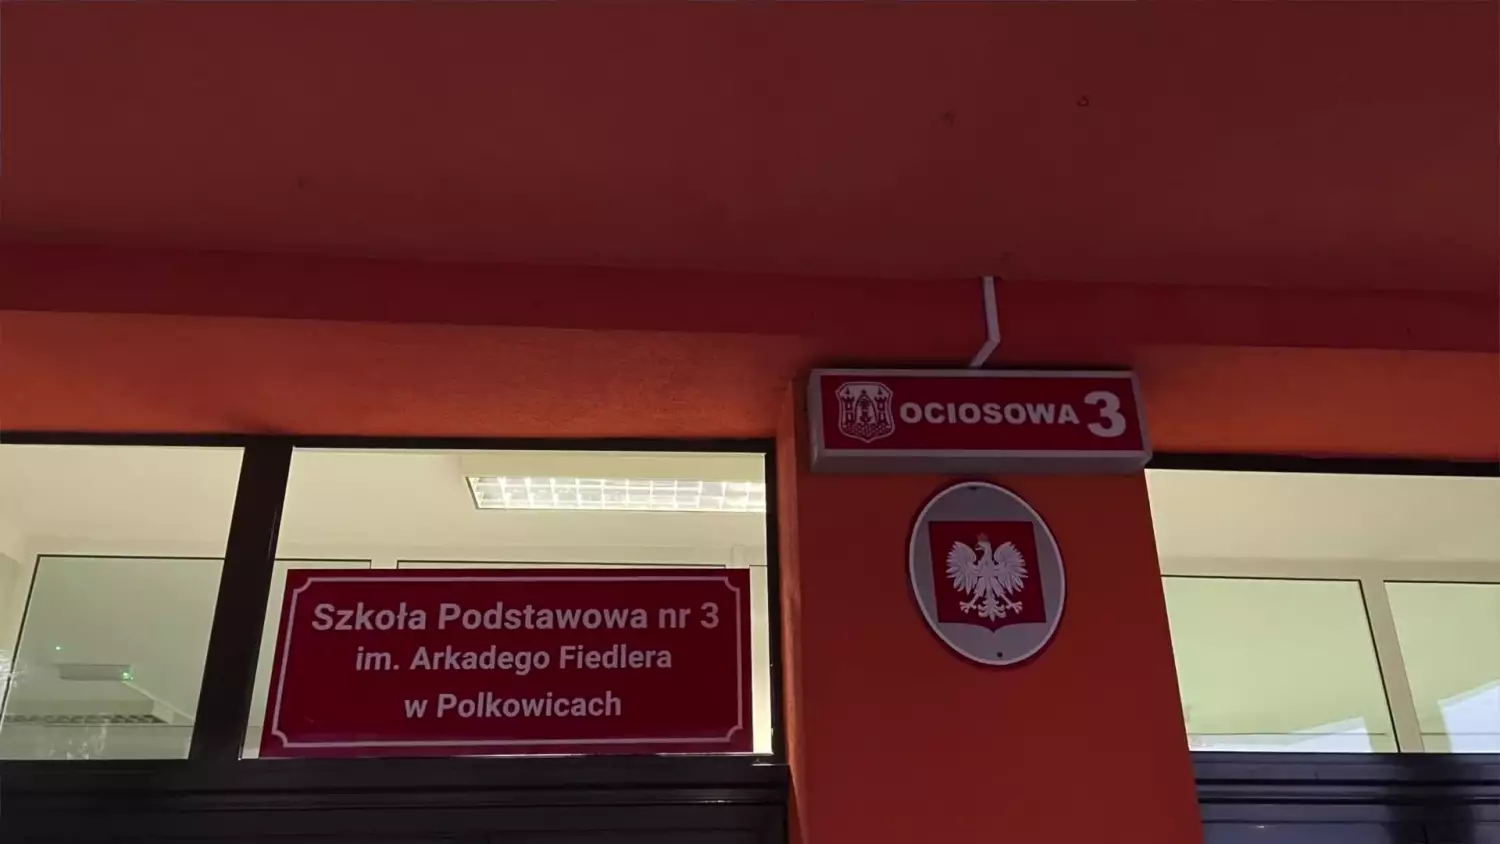 OCIOSOWA 3
Szkoła Podstawowa nr 3
im. Arkadego Fiedlera
w Polkowicach